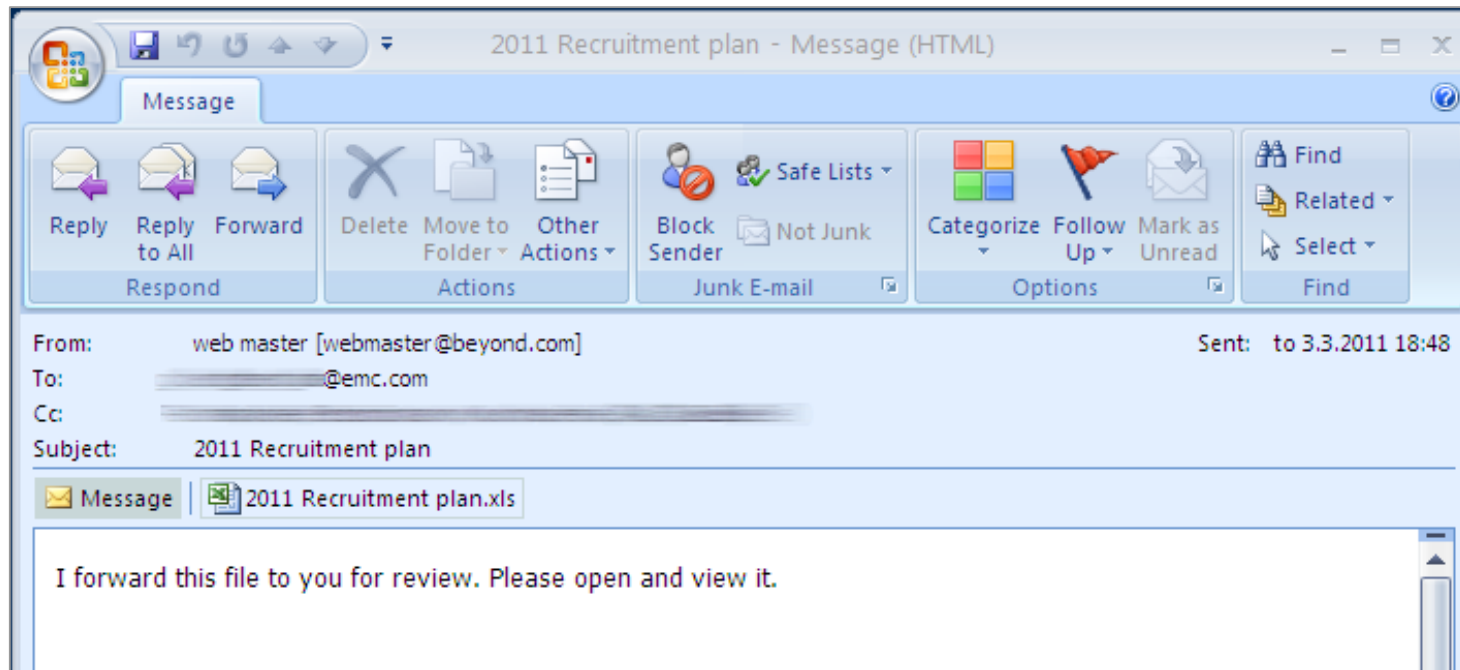 2011 Recruitment plan - Message (HTML)
Message
Reply
Reply to All
Forward
Respond
Delete
Move to Folder
Other Actions
Actions
Block Sender
Safe Lists
Not Junk
Junk E-mail
Categorize
Follow Up
Mark as Unread
Options
Find
Related
Select
Find
From: web master [webmaster@beyond.com] Sent: to 3.3.2011 18:48
To: @emc.com
Cc:
Subject: 2011 Recruitment plan
Message 2011 Recruitment plan.xls
I forward this file to you for review. Please open and view it.